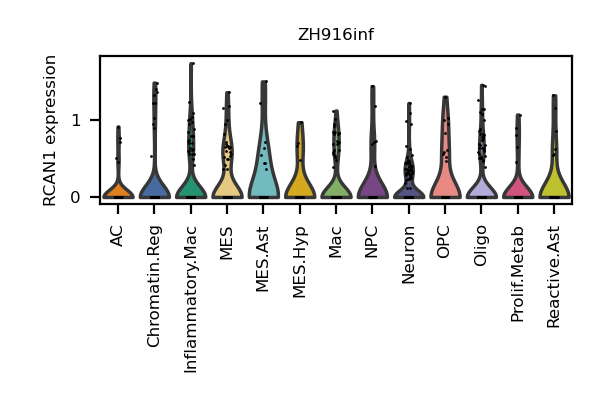 ZH916inf
RCAN1 expression
1
0
AC
Chromatin.Reg
Inflammatory.Mac
MES
MES.Ast
MES.Hyp
Mac
NPC
Neuron
OPC
Oligo
Prolif.Metab
Reactive.Ast